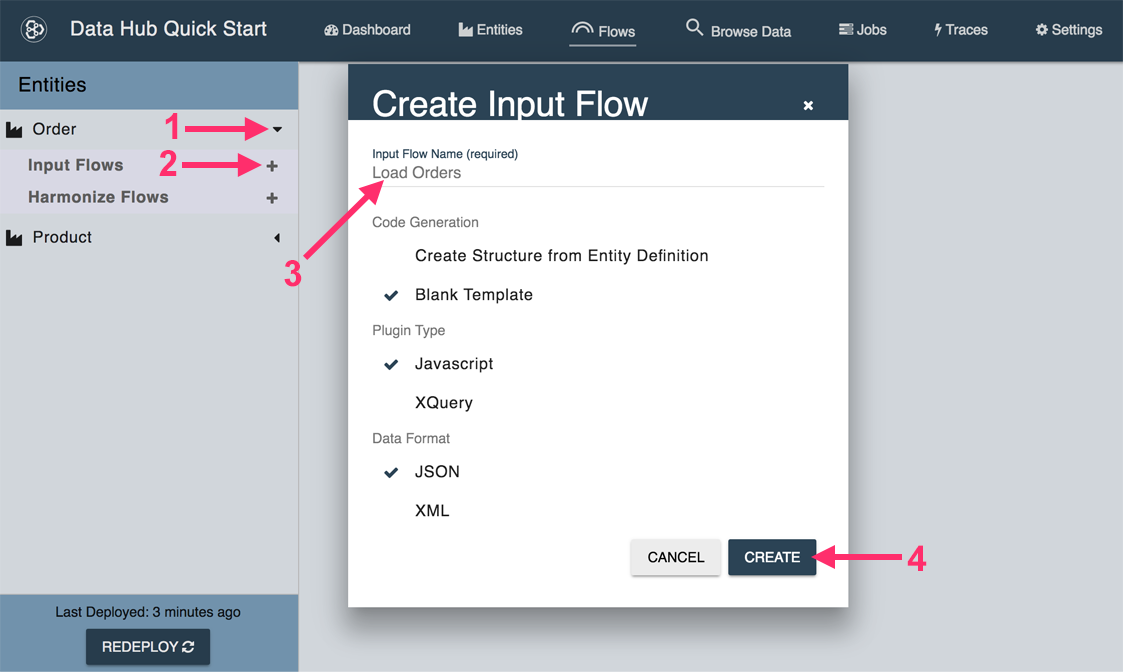 Data Hub Quick Start
Dashboard
Entities
Flows
Browse Data
Jobs
Traces
Settings
Entities
Order
1
Input Flows
2
+
Harmonize Flows
+
Product
Create Input Flow
×
Input Flow Name (required)
Load Orders
3
Code Generation
Create Structure from Entity Definition
Blank Template
Plugin Type
Javascript
XQuery
Data Format
JSON
XML
CANCEL
CREATE
4
Last Deployed: 3 minutes ago
REDEPLOY